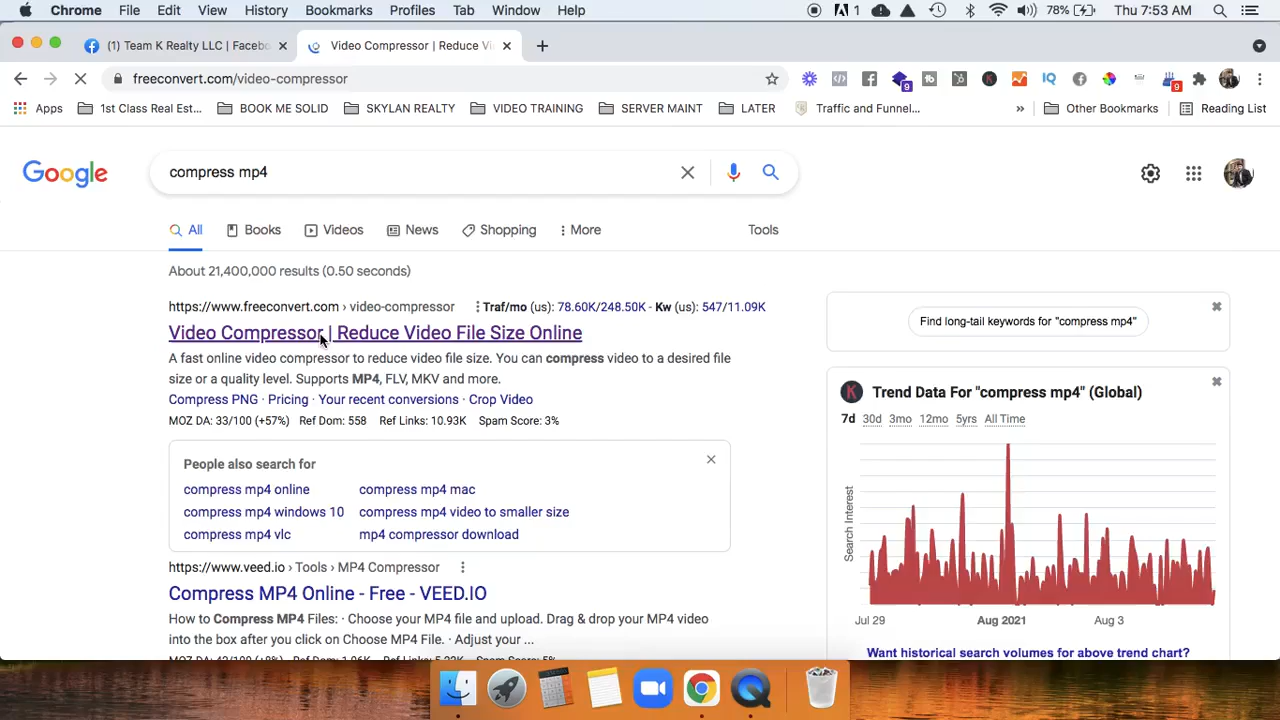 Chrome File Edit View History Bookmarks Profiles Tab Window Help 1 78% Thu 7:53 AM
(1) Team K Realty LLC | Facebo Video Compressor | Reduce Vi
freeconvert.com/video-compressor IQ 9 9
Apps 1st Class Real Est... BOOK ME SOLID SKYLAN REALTY VIDEO TRAINING SERVER MAINT LATER Traffic and Funnel... » Other Bookmarks Reading List
Google compress mp4
All Books Videos News Shopping More Tools
About 21,400,000 results (0.50 seconds)
https://www.freeconvert.com › video-compressor Traf/mo (us): 78.60K/248.50K - Kw (us): 547/11.09K
Video Compressor | Reduce Video File Size Online
A fast online video compressor to reduce video file size. You can compress video to a desired file
size or a quality level. Supports MP4, FLV, MKV and more.
Compress PNG · Pricing · Your recent conversions · Crop Video
MOZ DA: 33/100 (+57%) Ref Dom: 558 Ref Links: 10.93K Spam Score: 3%
People also search for
compress mp4 online compress mp4 mac
compress mp4 windows 10 compress mp4 video to smaller size
compress mp4 vlc mp4 compressor download
https://www.veed.io › Tools › MP4 Compressor
Compress MP4 Online - Free - VEED.IO
How to Compress MP4 Files: · Choose your MP4 file and upload. Drag & drop your MP4 video
into the box after you click on Choose MP4 File. · Adjust your ...
Find long-tail keywords for "compress mp4"
K Trend Data For "compress mp4" (Global)
7d 30d 3mo 12mo 5yrs All Time
Search Interest
Jul 29 Aug 2021 Aug 3
Want historical search volumes for above trend chart?